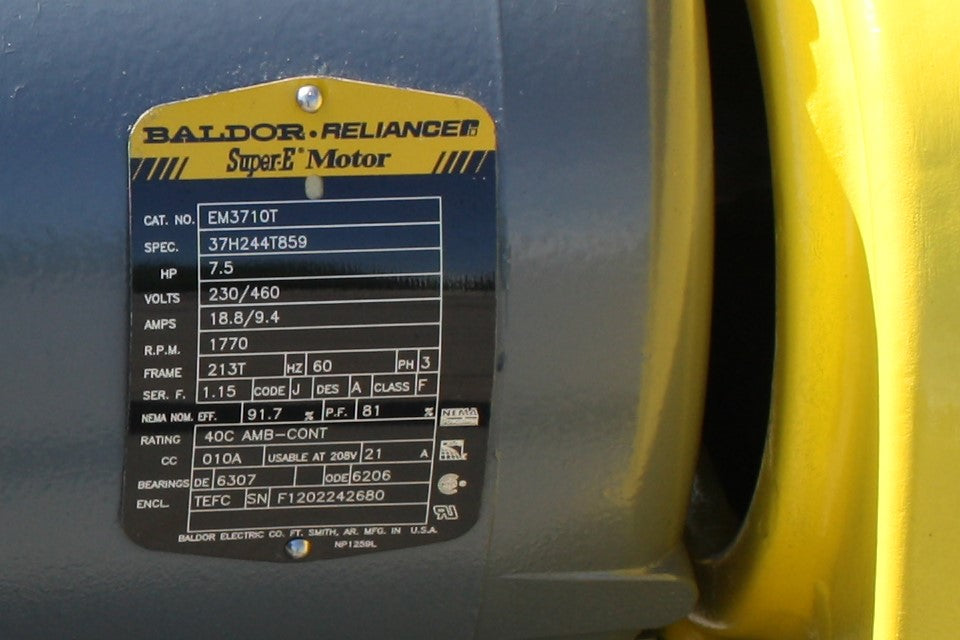 BALDOR • RELIANCE
Super-E® Motor
CAT. NO. EM3710T
SPEC. 37H244T859
HP 7.5
VOLTS 230/460
AMPS 18.8/9.4
R.P.M. 1770
FRAME 213T HZ 60 PH 3
SER. F. 1.15 CODE J DES A CLASS F
NEMA NOM. EFF. 91.7 % P.F. 81 %
NEMA
RATING 40C AMB-CONT
CC 010A USABLE AT 208V 21 A
BEARINGS DE 6307 ODE 6206
ENCL. TEFC SN F1202242680
BALDOR ELECTRIC CO. FT. SMITH, AR. MFG. IN U.S.A.
NP1259L